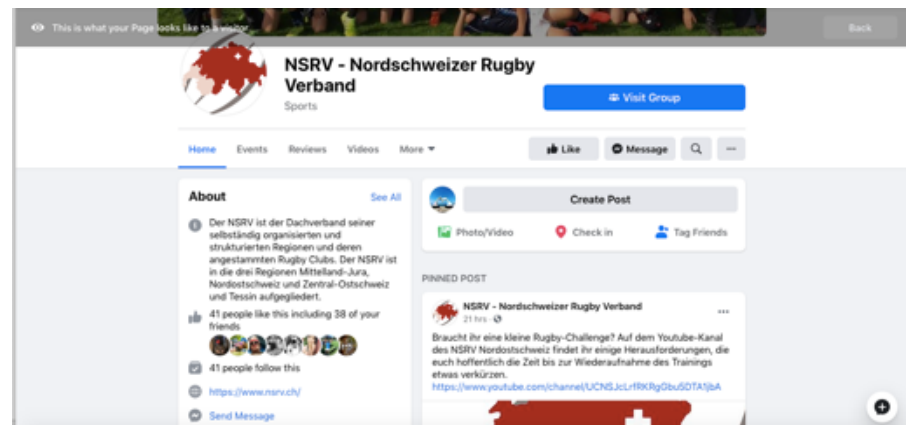 This is what your Page looks like to a visitor
Back
NSRV - Nordschweizer Rugby
Verband
Sports
Visit Group
Home Events Reviews Videos More
Like Message
About See All
Der NSRV ist der Dachverband seiner
selbständig organisierten und
strukturierten Regionen und deren
angestammten Rugby Clubs. Der NSRV ist
in die drei Regionen Mittelland-Jura,
Nordostschweiz und Zentral-Ostschweiz
und Tessin aufgegliedert.
41 people like this including 38 of your
friends
41 people follow this
https://www.nsrv.ch/
Send Message
Create Post
Photo/Video Check in Tag Friends
PINNED POST
NSRV - Nordschweizer Rugby Verband
21 hrs
Braucht ihr eine kleine Rugby-Challenge? Auf dem Youtube-Kanal
des NSRV Nordostschweiz findet ihr einige Herausforderungen, die
euch hoffentlich die Zeit bis zur Wiederaufnahme des Trainings
etwas verkürzen.